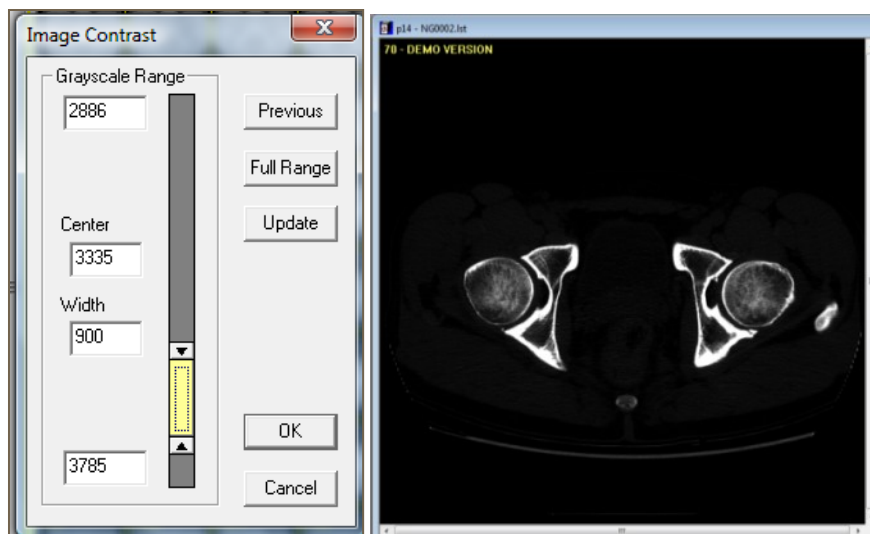 Image Contrast
Grayscale Range
2886
Previous
Full Range
Center
Update
3335
Width
900
OK
3785
Cancel
p14 - NG0002.lst
70 - DEMO VERSION